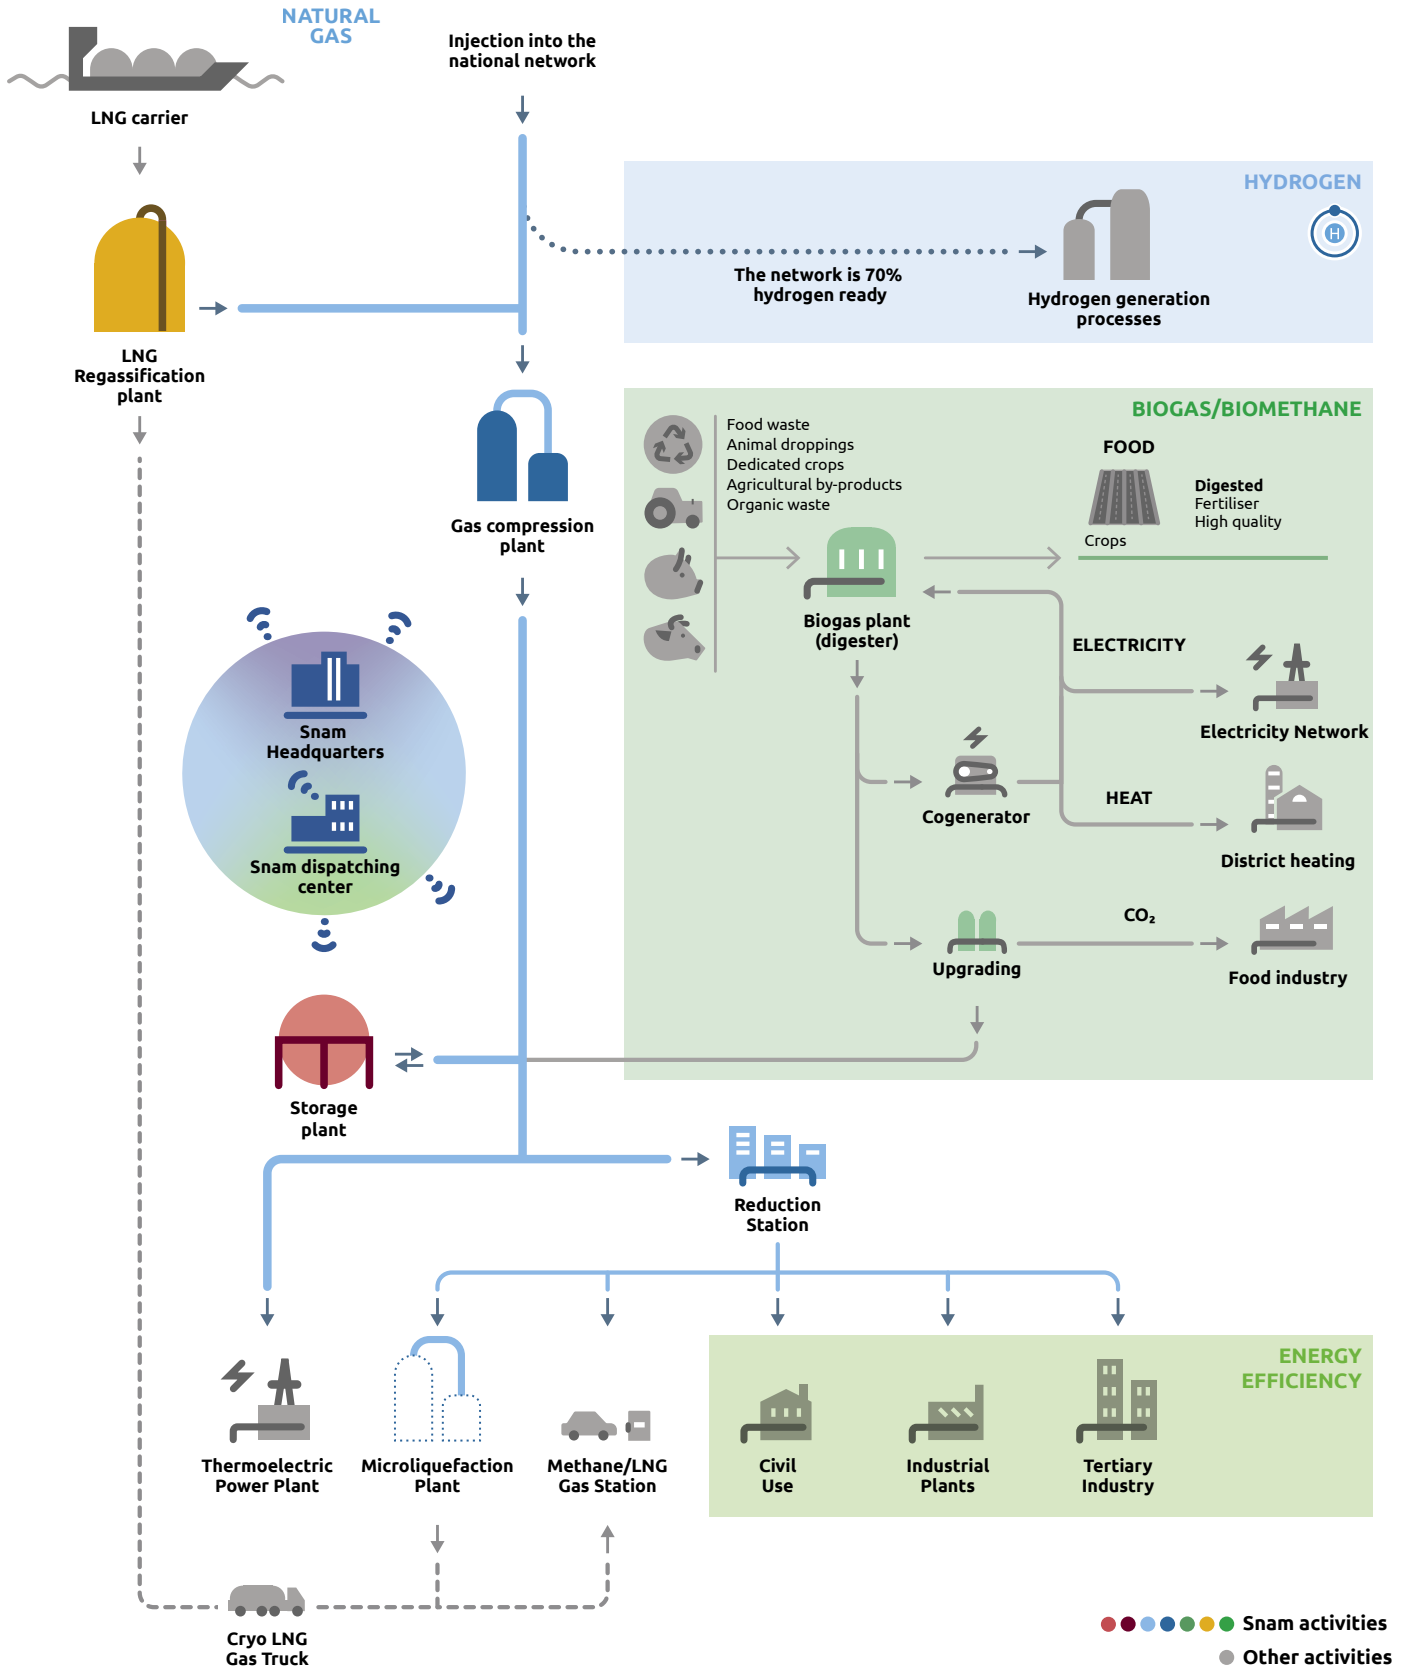 NATURAL
GAS
Injection into the
national network
LNG carrier
HYDROGEN
H
The network is 70%
hydrogen ready
Hydrogen generation
processes
LNG
Regassification
plant
Gas compression
plant
BIOGAS/BIOMETHANE
Food waste
Animal droppings
Dedicated crops
Agricultural by-products
Organic waste
FOOD
Digested
Fertiliser
High quality
Crops
Biogas plant
(digester)
ELECTRICITY
Electricity Network
Cogenerator
HEAT
District heating
CO₂
Upgrading
Food industry
Snam
Headquarters
Snam dispatching
center
Storage
plant
Reduction
Station
ENERGY
EFFICIENCY
Thermoelectric
Power Plant
Microliquefaction
Plant
Methane/LNG
Gas Station
Civil
Use
Industrial
Plants
Tertiary
Industry
Cryo LNG
Gas Truck
Snam activities
Other activities